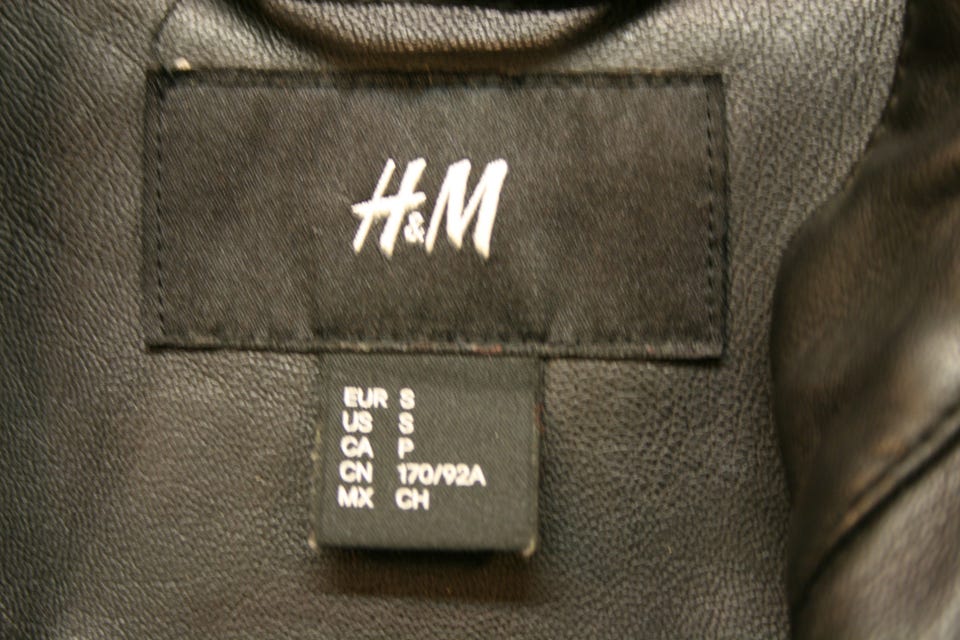 H&M
EUR S
US S
CA P
CN 170/92A
MX CH